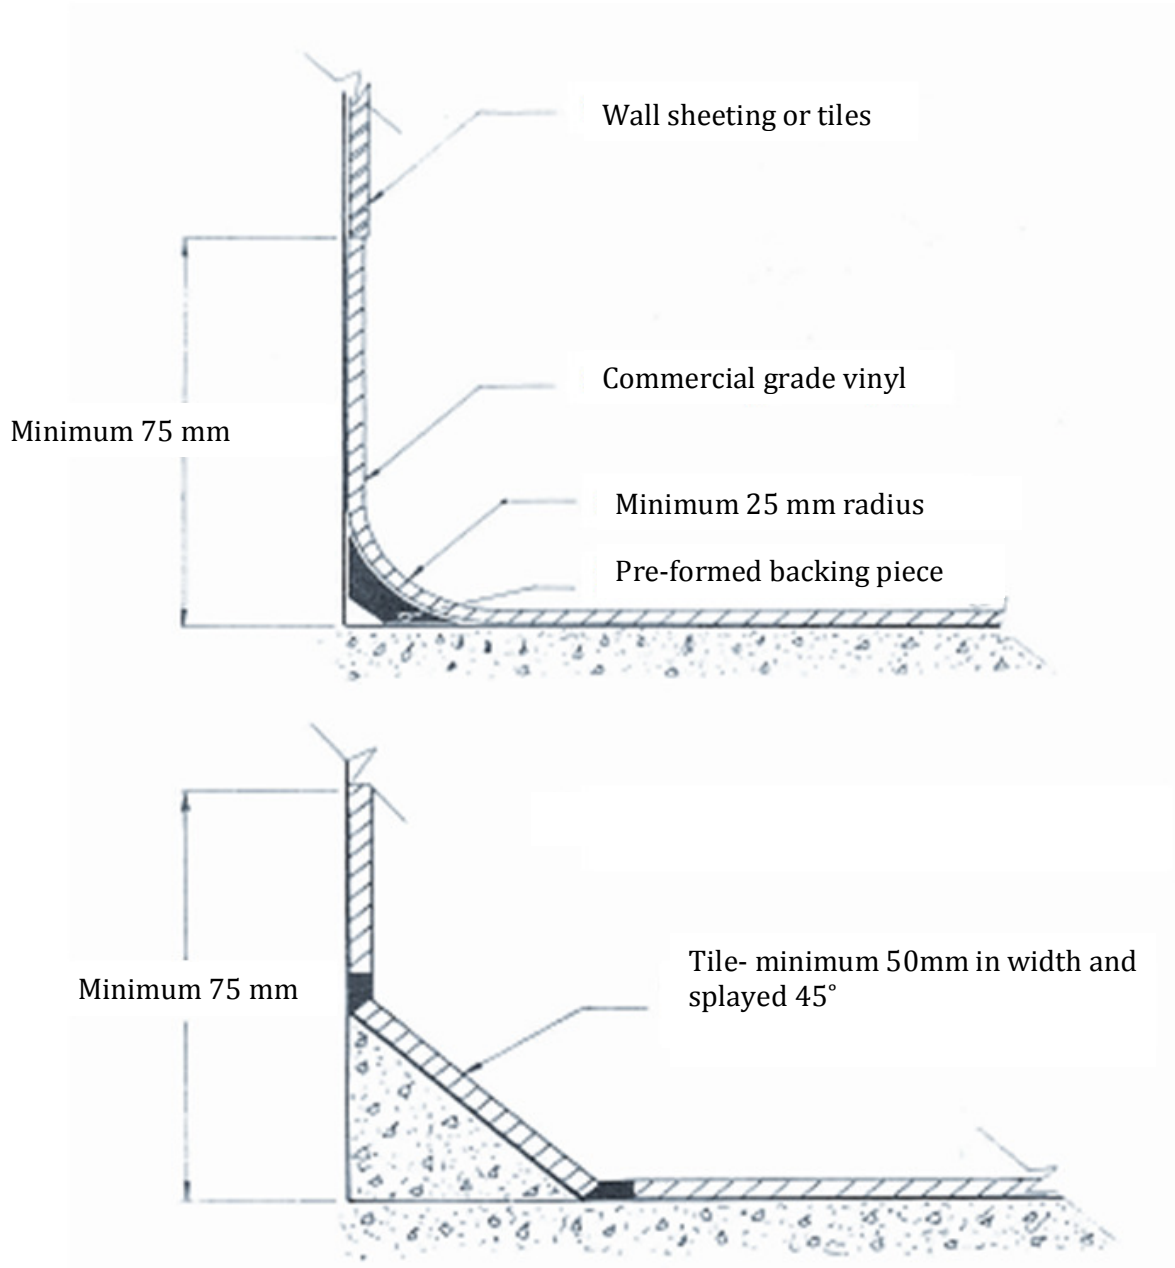 Wall sheeting or tiles
Commercial grade vinyl
Minimum 75 mm
Minimum 25 mm radius
Pre-formed backing piece
Tile- minimum 50mm in width and
splayed 45°
Minimum 75 mm